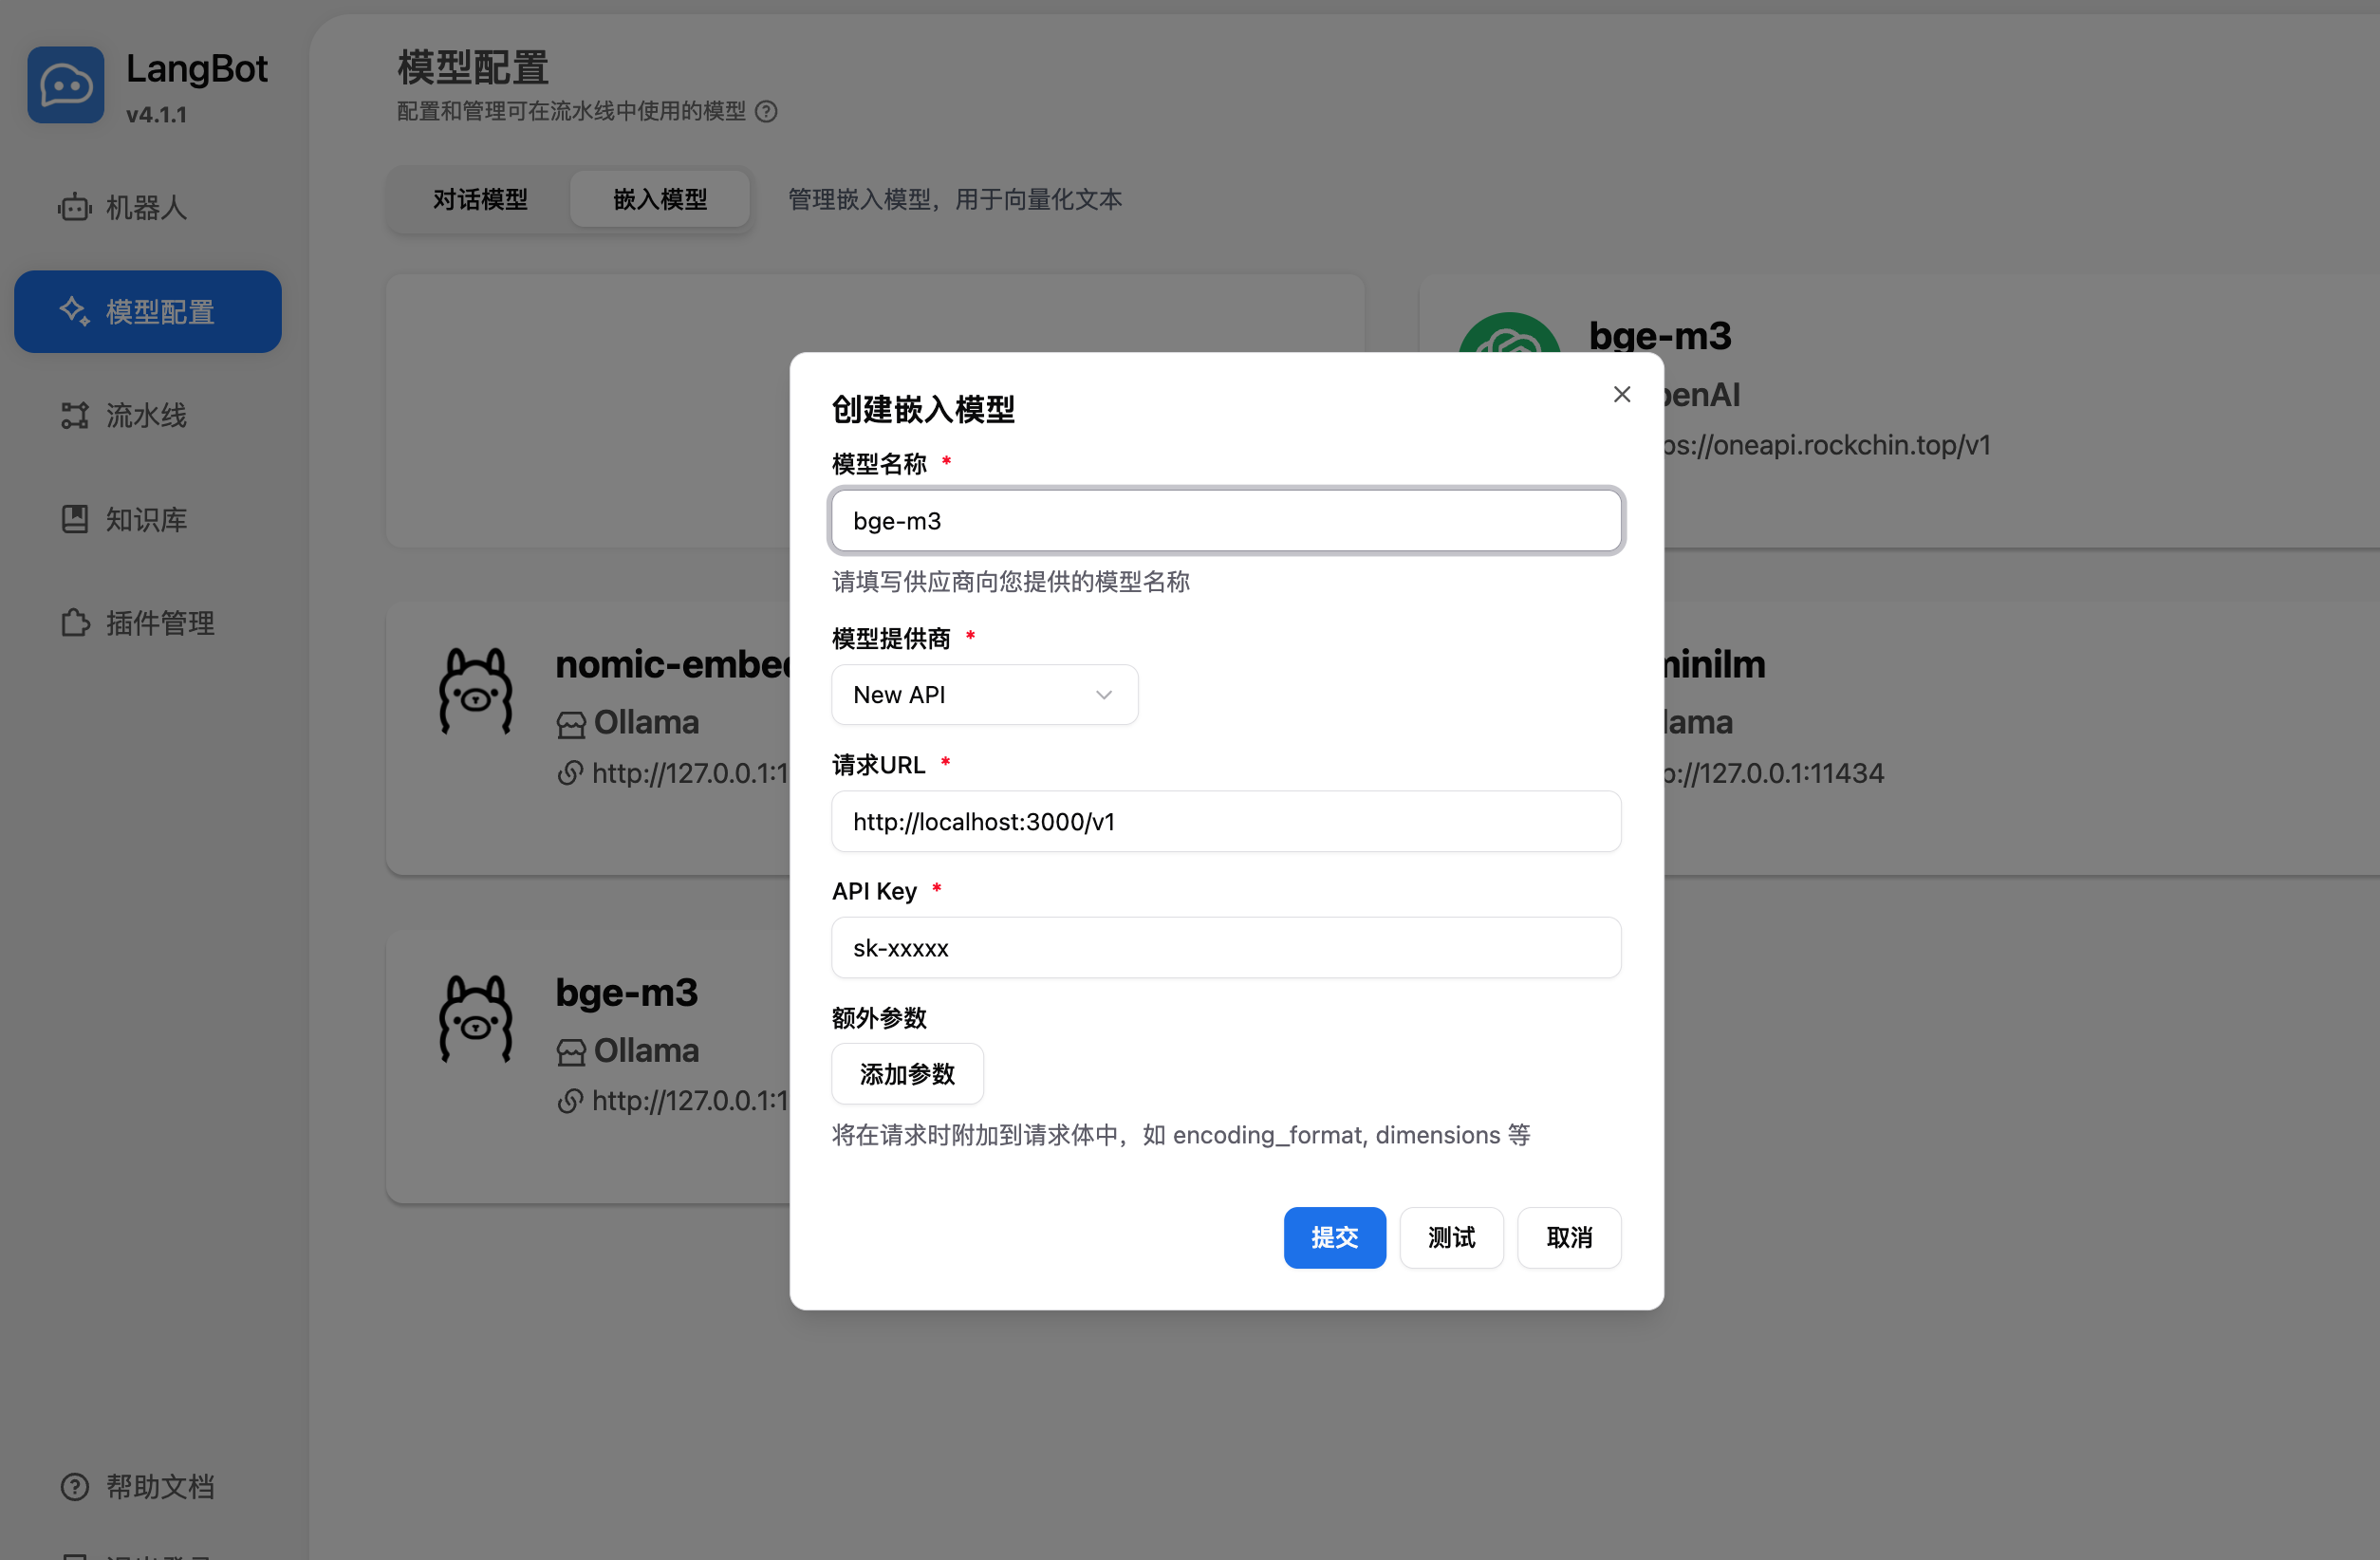 LangBot
v4.1.1
机器人
模型配置
流水线
知识库
插件管理
帮助文档
模型配置
配置和管理可在流水线中使用的模型
对话模型
嵌入模型
管理嵌入模型，用于向量化文本
bge-m3
penAI
ps://oneapi.rockchin.top/v1
nomic-embed
Ollama
http://127.0.0.1:1
minilm
lama
p://127.0.0.1:11434
bge-m3
Ollama
http://127.0.0.1:1
创建嵌入模型
模型名称 *
bge-m3
请填写供应商向您提供的模型名称
模型提供商 *
New API
请求URL *
http://localhost:3000/v1
API Key *
sk-xxxxx
额外参数
添加参数
将在请求时附加到请求体中，如 encoding_format, dimensions 等
提交
测试
取消